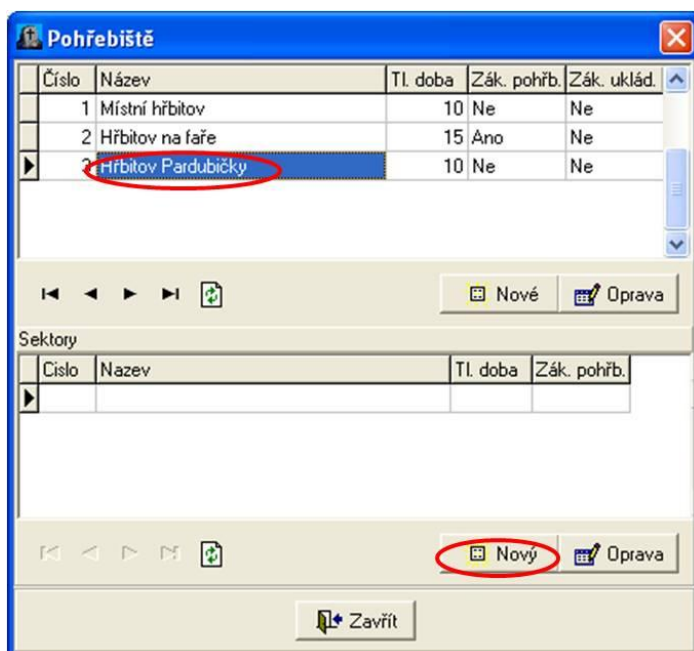 Pohřebiště
Číslo Název Tl. doba Zák. pohřb. Zák. uklád.
1 Místní hřbitov 10 Ne Ne
2 Hřbitov na faře 15 Ano Ne
3 Hřbitov Pardubičky 10 Ne Ne
Nové Oprava
Sektory
Cislo Nazev Tl. doba Zák. pohřb.
Nový Oprava
Zavřít